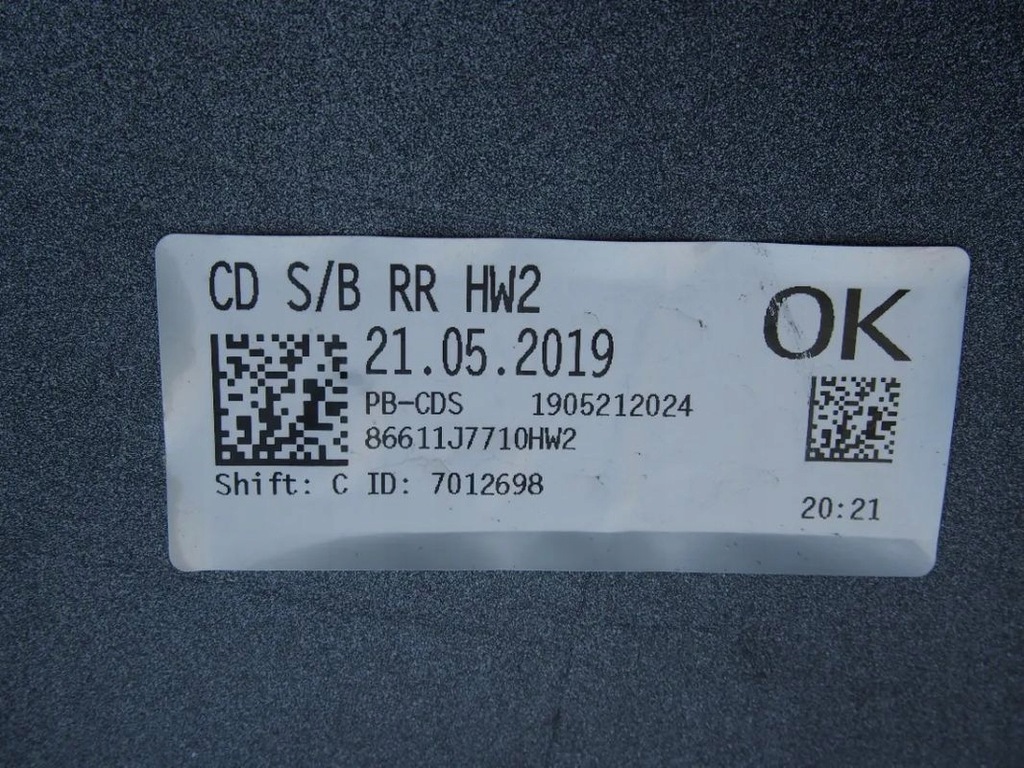 CD S/B RR HW2
OK
21.05.2019
PB-CDS 1905212024
86611J7710HW2
Shift: C ID: 7012698
20:21